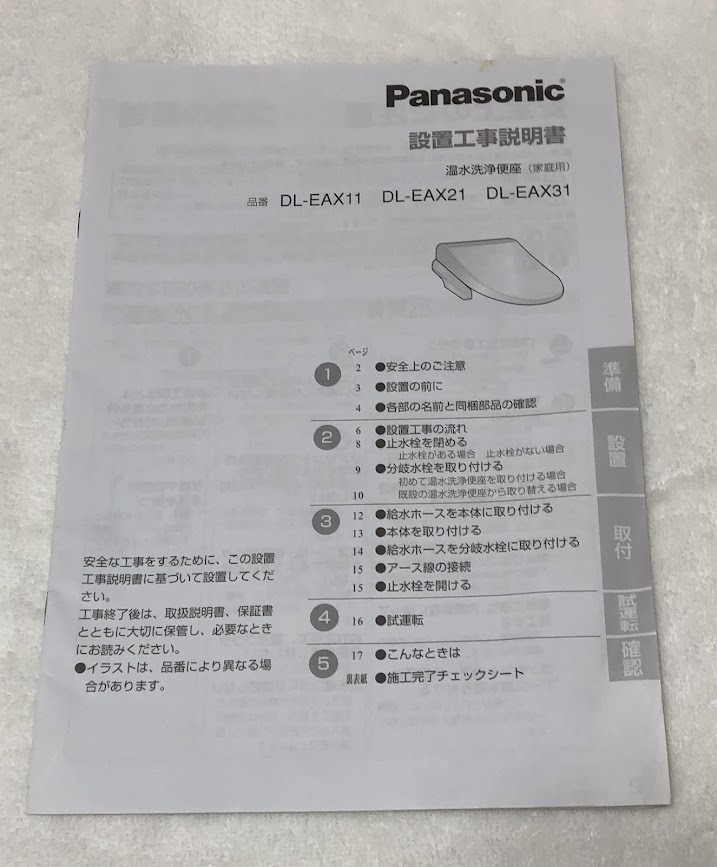 Panasonic®
設置工事説明書
温水洗浄便座（家庭用）
品番 DL-EAX11 DL-EAX21 DL-EAX31
ページ
1
2 ●安全上のご注意
3 ●設置の前に
4 ●各部の名前と同梱部品の確認
準備
2
6 ●設置工事の流れ
8 ●止水栓を閉める
止水栓がある場合 止水栓がない場合
9 ●分岐水栓を取り付ける
初めて温水洗浄便座を取り付ける場合
10 既設の温水洗浄便座から取り替える場合
設置
3
12 ●給水ホースを本体に取り付ける
13 ●本体を取り付ける
14 ●給水ホースを分岐水栓に取り付ける
15 ●アース線の接続
15 ●止水栓を開ける
取付
4
16 ●試運転
試運転
5
17 ●こんなときは
裏表紙 ●施工完了チェックシート
確認
安全な工事をするために、この設置
工事説明書に基づいて設置してくだ
さい。
工事終了後は、取扱説明書、保証書
とともに大切に保管し、必要なとき
にお読みください。
●イラストは、品番により異なる場
合があります。